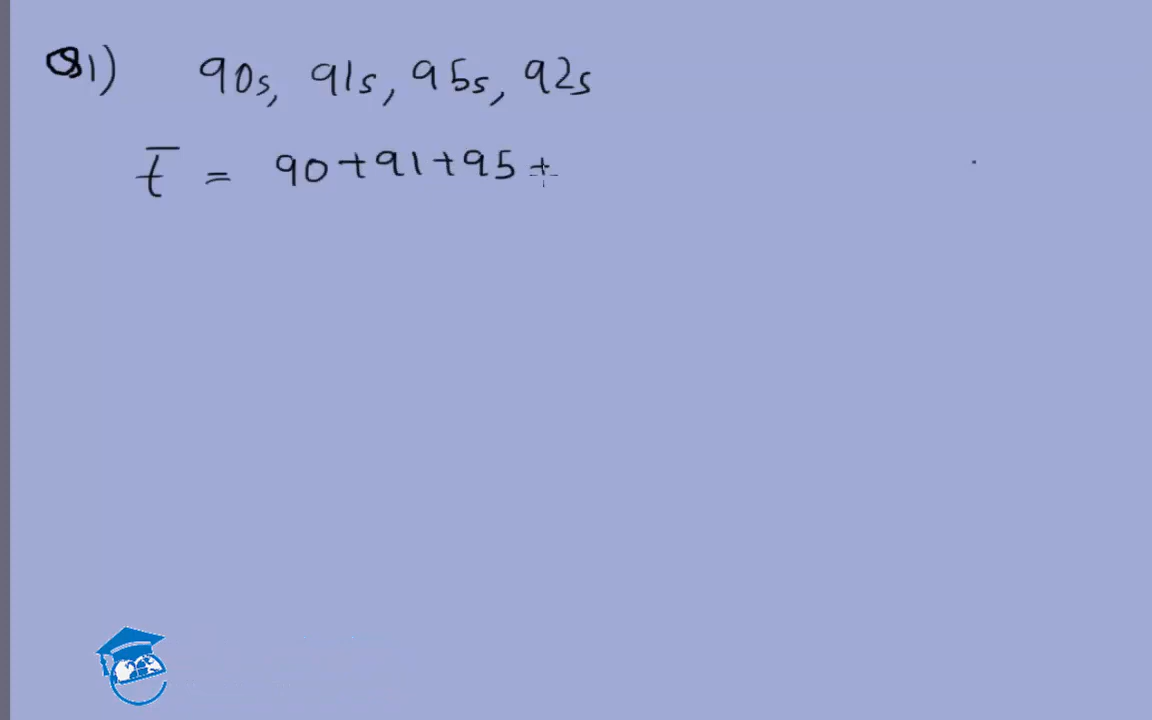 Q1) 90s, 91s, 95s, 92s
t̅ = 90+91+95+